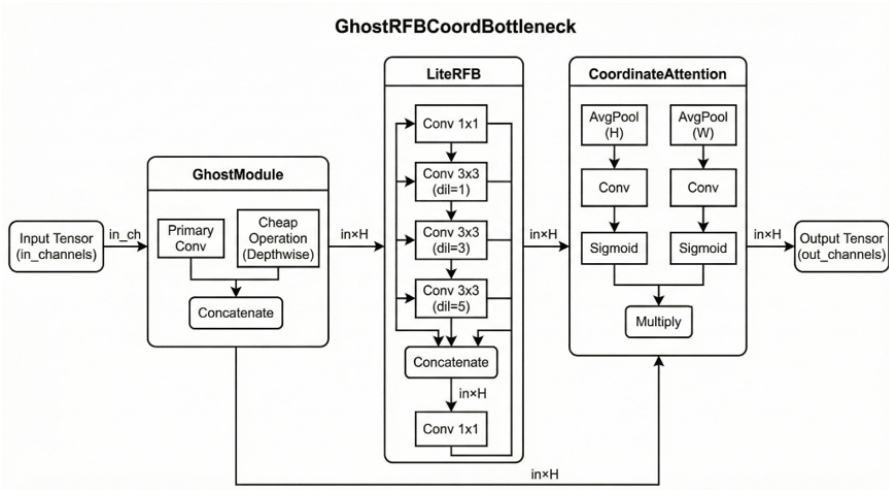 GhostRFBCoordBottleneck
Input Tensor
(in_channels)
in_ch
GhostModule
Primary
Conv
Cheap
Operation
(Depthwise)
Concatenate
in×H
LiteRFB
Conv 1x1
Conv 3x3
(dil=1)
Conv 3x3
(dil=3)
Conv 3x3
(dil=5)
Concatenate
in×H
Conv 1x1
in×H
CoordinateAttention
AvgPool
(H)
AvgPool
(W)
Conv
Conv
Sigmoid
Sigmoid
Multiply
in×H
Output Tensor
(out_channels)
in×H